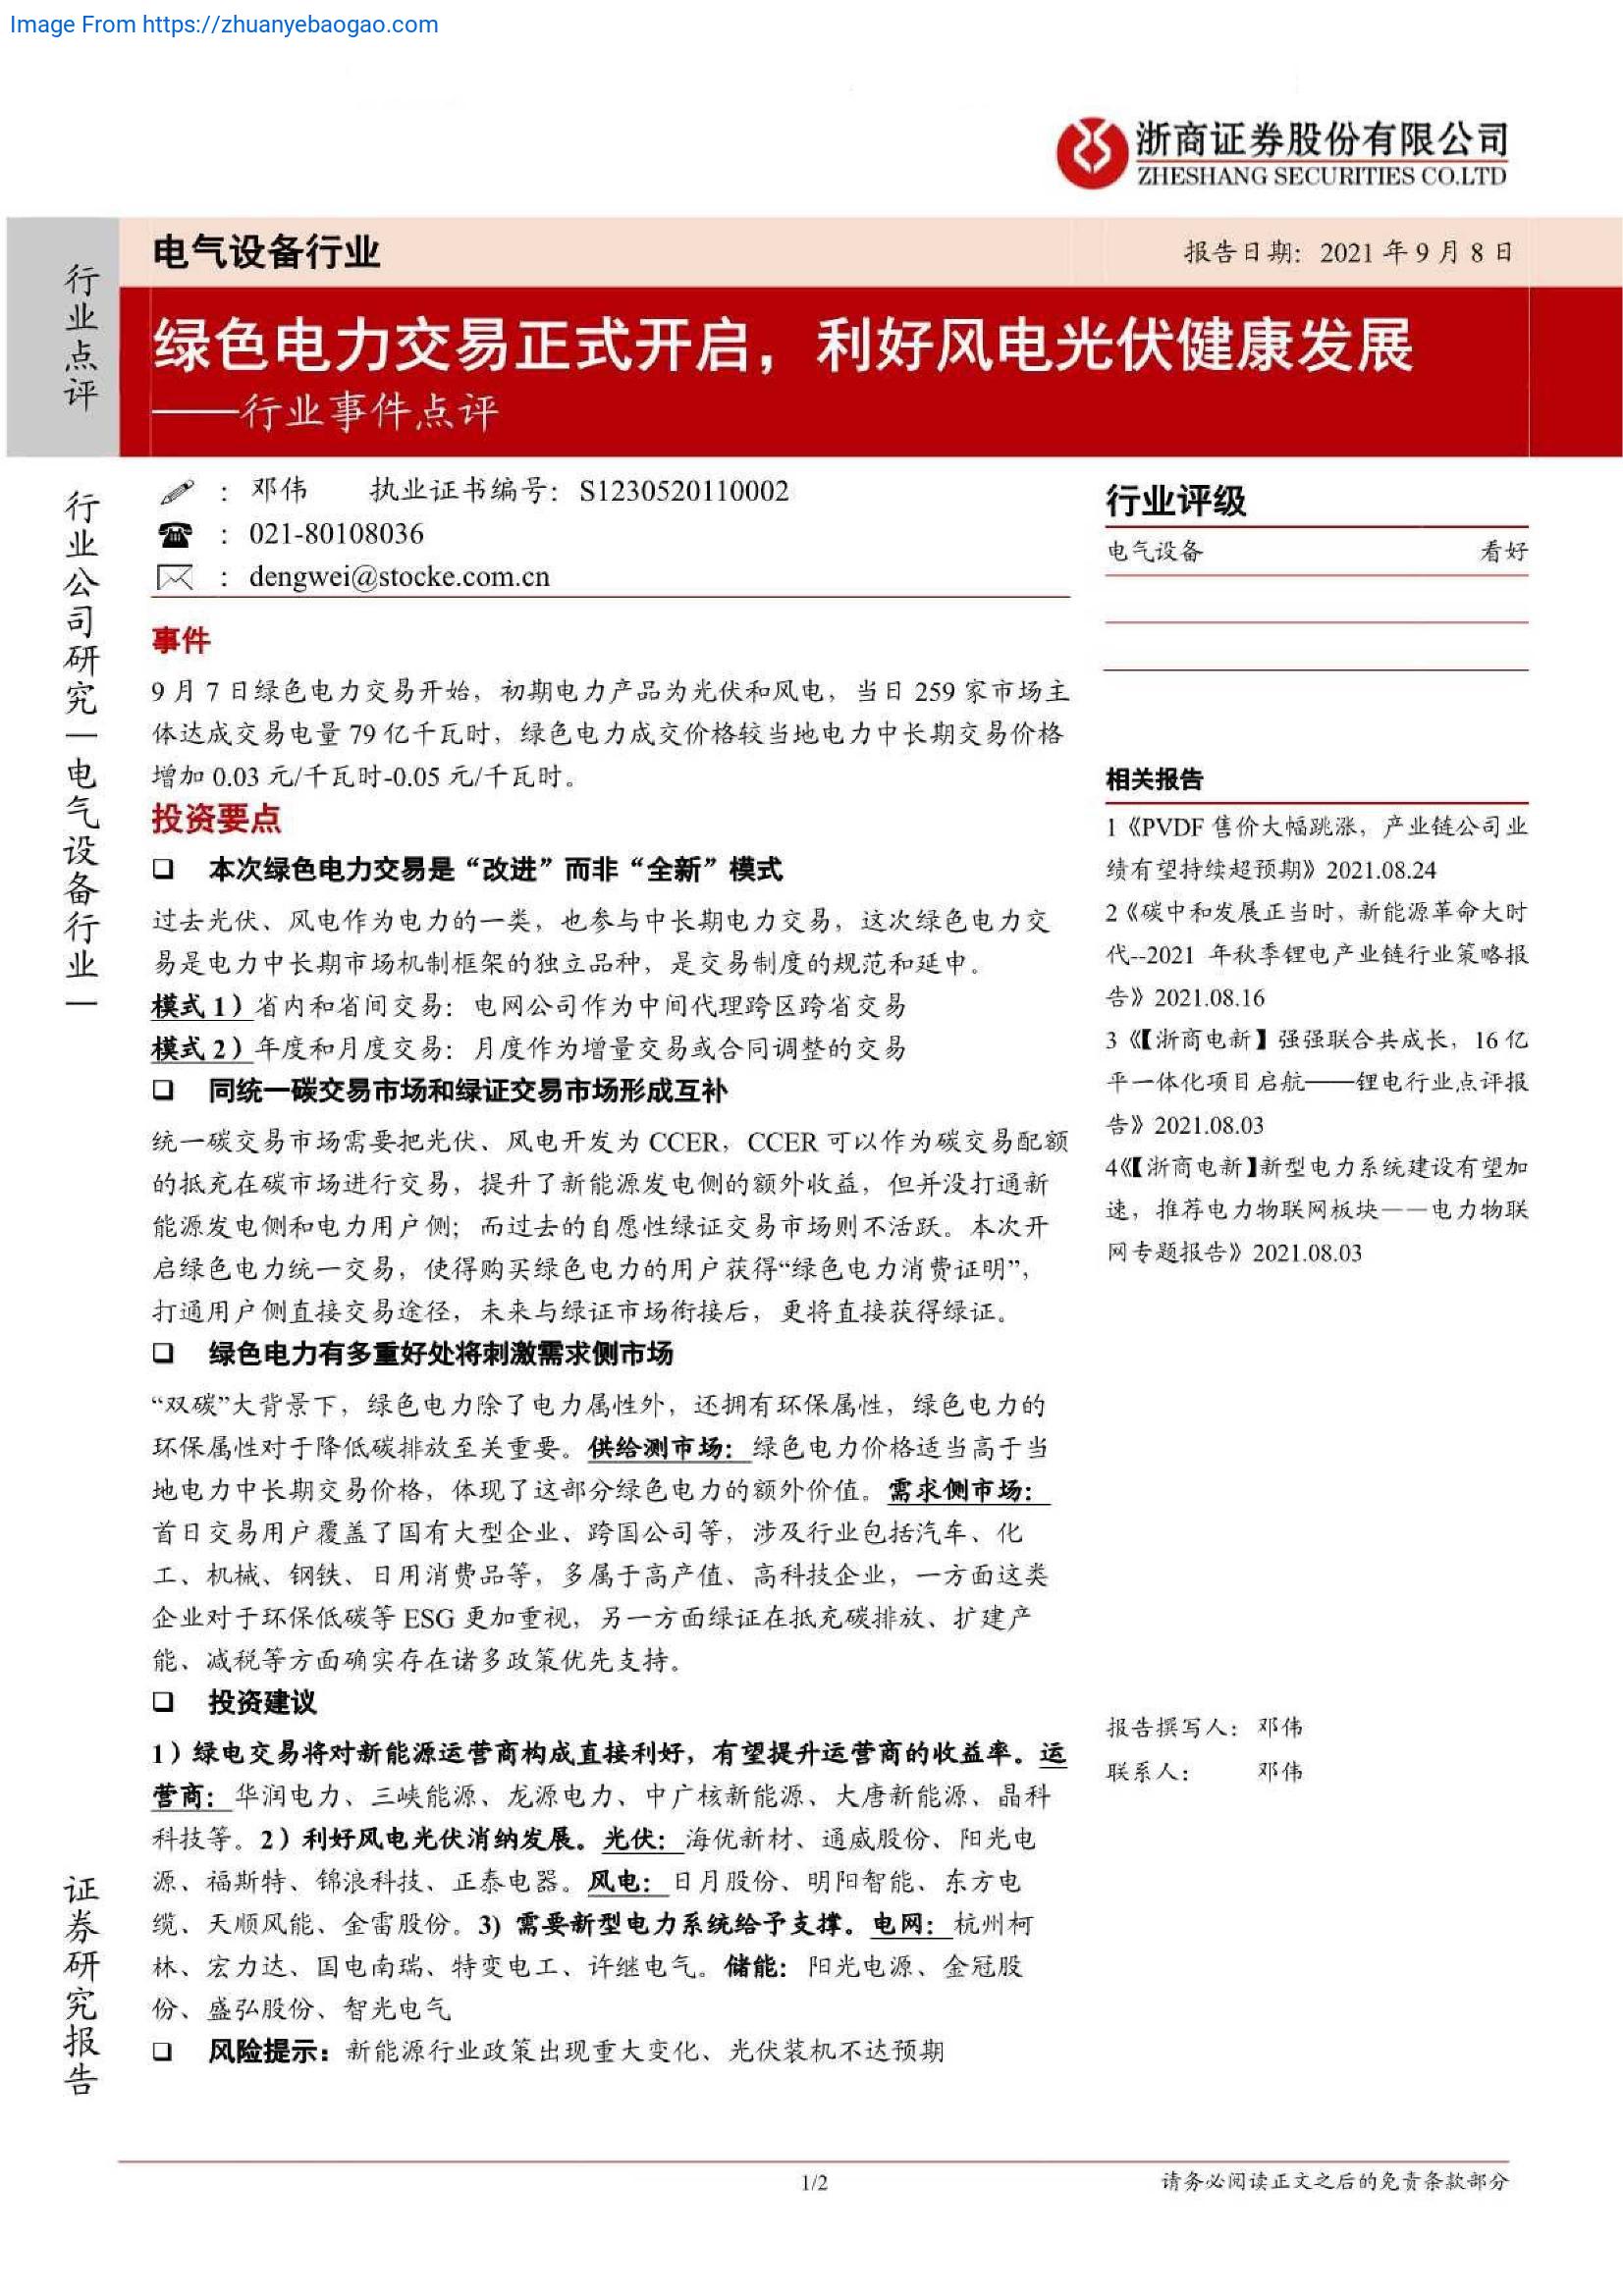 Image From https://zhuanyebaogao.com
浙商证券股份有限公司
ZHESHANG SECURITIES CO.LTD
行业点评
电气设备行业
报告日期：2021 年 9 月 8 日
绿色电力交易正式开启，利好风电光伏健康发展
——行业事件点评
行业公司研究｜电气设备行业｜
： 邓伟 执业证书编号：S1230520110002
： 021-80108036
： dengwei@stocke.com.cn
事件
9 月 7 日绿色电力交易开始，初期电力产品为光伏和风电，当日 259 家市场主
体达成交易电量 79 亿千瓦时，绿色电力成交价格较当地电力中长期交易价格
增加 0.03 元/千瓦时-0.05 元/千瓦时。
投资要点
❑ 本次绿色电力交易是“改进”而非“全新”模式
过去光伏、风电作为电力的一类，也参与中长期电力交易，这次绿色电力交
易是电力中长期市场机制框架的独立品种，是交易制度的规范和延申。
模式 1）省内和省间交易：电网公司作为中间代理跨区跨省交易
模式 2）年度和月度交易：月度作为增量交易或合同调整的交易
❑ 同统一碳交易市场和绿证交易市场形成互补
统一碳交易市场需要把光伏、风电开发为 CCER，CCER 可以作为碳交易配额
的抵充在碳市场进行交易，提升了新能源发电侧的额外收益，但并没打通新
能源发电侧和电力用户侧；而过去的自愿性绿证交易市场则不活跃。本次开
启绿色电力统一交易，使得购买绿色电力的用户获得“绿色电力消费证明”，
打通用户侧直接交易途径，未来与绿证市场衔接后，更将直接获得绿证。
❑ 绿色电力有多重好处将刺激需求侧市场
“双碳”大背景下，绿色电力除了电力属性外，还拥有环保属性，绿色电力的
环保属性对于降低碳排放至关重要。供给测市场：绿色电力价格适当高于当
地电力中长期交易价格，体现了这部分绿色电力的额外价值。需求侧市场：
首日交易用户覆盖了国有大型企业、跨国公司等，涉及行业包括汽车、化
工、机械、钢铁、日用消费品等，多属于高产值、高科技企业，一方面这类
企业对于环保低碳等 ESG 更加重视，另一方面绿证在抵充碳排放、扩建产
能、减税等方面确实存在诸多政策优先支持。
❑ 投资建议
1）绿电交易将对新能源运营商构成直接利好，有望提升运营商的收益率。运
营商：华润电力、三峡能源、龙源电力、中广核新能源、大唐新能源、晶科
科技等。2）利好风电光伏消纳发展。光伏：海优新材、通威股份、阳光电
源、福斯特、锦浪科技、正泰电器。风电：日月股份、明阳智能、东方电
缆、天顺风能、金雷股份。3) 需要新型电力系统给予支撑。电网：杭州柯
林、宏力达、国电南瑞、特变电工、许继电气。储能：阳光电源、金冠股
份、盛弘股份、智光电气
❑ 风险提示：新能源行业政策出现重大变化、光伏装机不达预期
行业评级
电气设备 看好
相关报告
1《PVDF 售价大幅跳涨，产业链公司业
绩有望持续超预期》2021.08.24
2《碳中和发展正当时，新能源革命大时
代--2021 年秋季锂电产业链行业策略报
告》2021.08.16
3《【浙商电新】强强联合共成长，16 亿
平一体化项目启航——锂电行业点评报
告》2021.08.03
4《【浙商电新】新型电力系统建设有望加
速，推荐电力物联网板块——电力物联
网专题报告》2021.08.03
报告撰写人：邓伟
联系人： 邓伟
证券研究报告
1/2
请务必阅读正文之后的免责条款部分